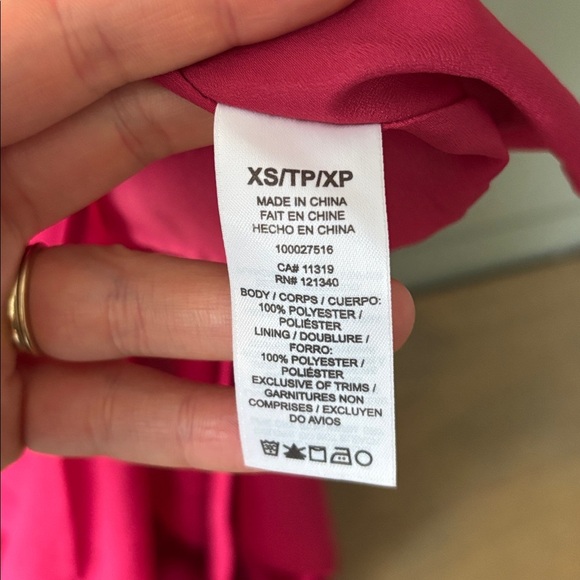 XS/TP/XP
MADE IN CHINA
FAIT EN CHINE
HECHO EN CHINA
100027516
CA# 11319
RN# 121340
BODY / CORPS / CUERPO:
100% POLYESTER /
POLIÉSTER
LINING / DOUBLURE /
FORRO:
100% POLYESTER /
POLIÉSTER
EXCLUSIVE OF TRIMS /
GARNITURES NON
COMPRISES / EXCLUYEN
DO AVIOS